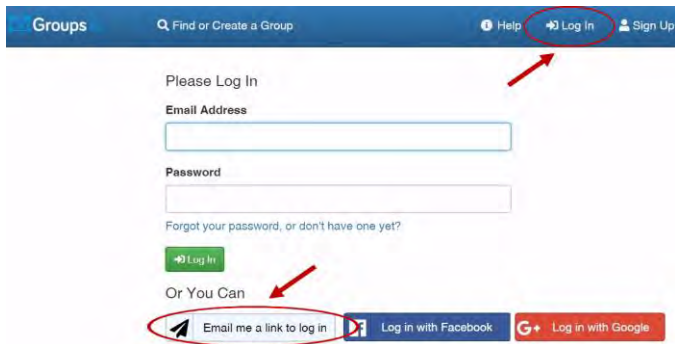 Groups Find or Create a Group Help Log In Sign Up
Please Log In
Email Address
Password
Forgot your password, or don't have one yet?
Log In
Or You Can
Email me a link to log in Log in with Facebook G+ Log in with Google